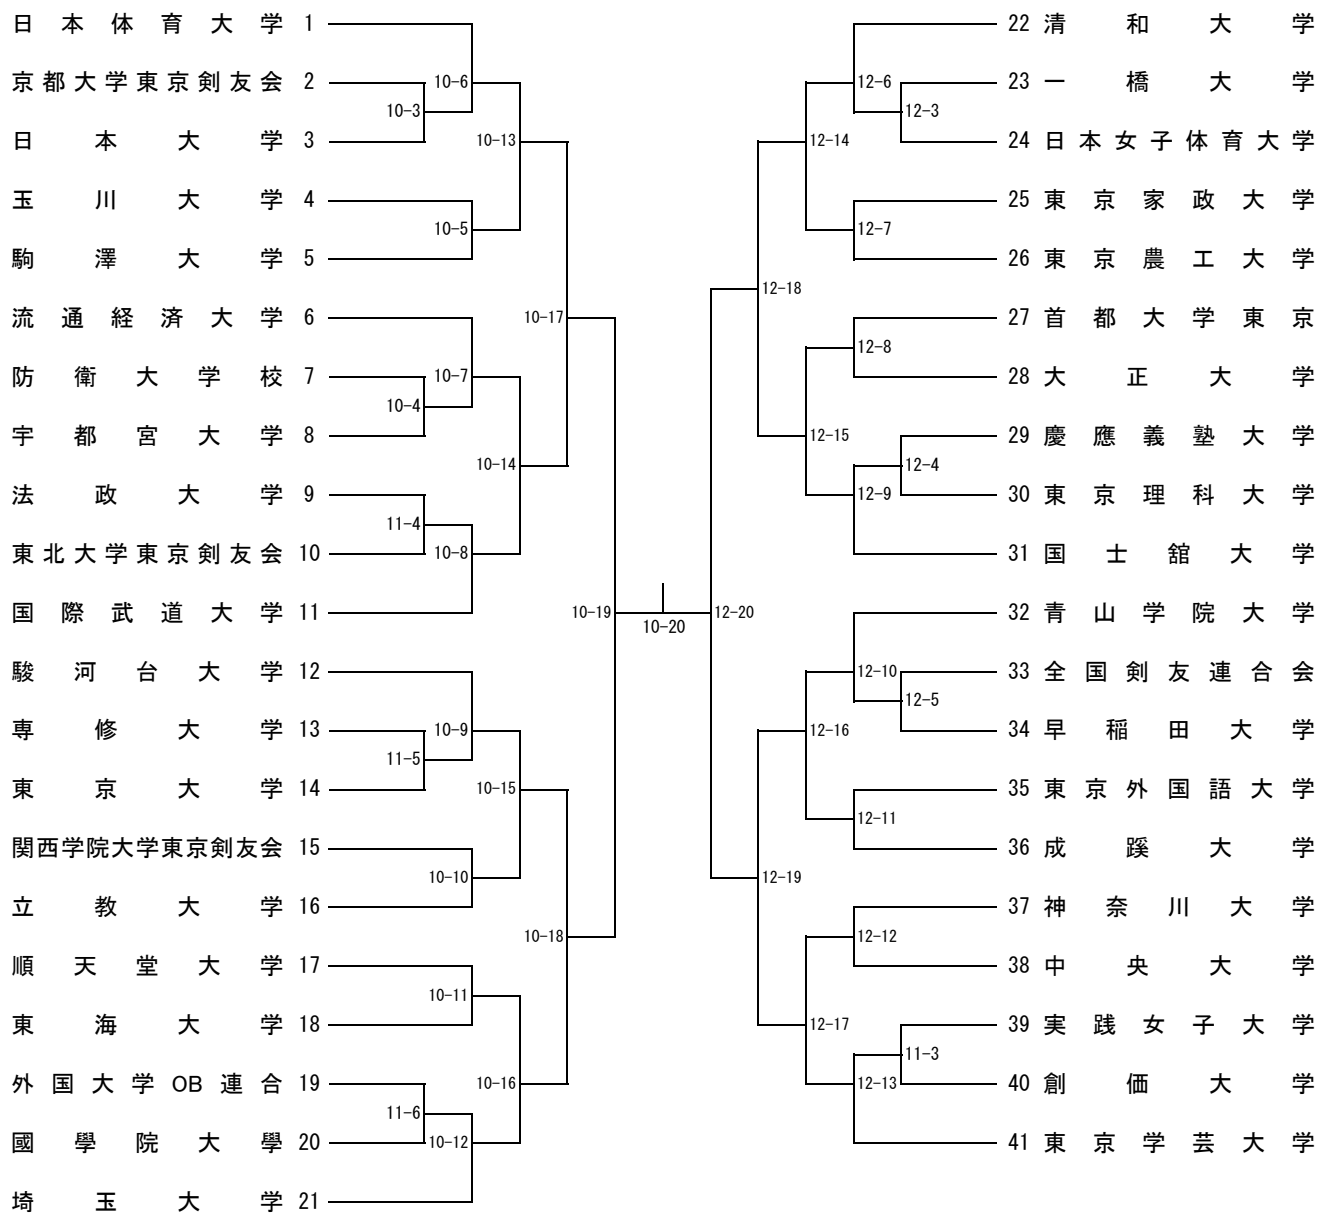 日本体育大学 1
京都大学東京剣友会 2
日本大学 3
玉川大学 4
駒澤大学 5
流通経済大学 6
防衛大学校 7
宇都宮大学 8
法政大学 9
東北大学東京剣友会 10
国際武道大学 11
駿河台大学 12
専修大学 13
東京大学 14
関西学院大学東京剣友会 15
立教大学 16
順天堂大学 17
東海大学 18
外国大学OB連合 19
國學院大學 20
埼玉大学 21
10-3
10-4
11-4
11-5
11-6
10-6
10-5
10-7
10-8
10-9
10-10
10-11
10-12
10-13
10-14
10-15
10-16
10-17
10-18
10-19
10-20
12-20
12-18
12-19
12-14
12-15
12-16
12-17
12-6
12-7
12-8
12-9
12-10
12-11
12-12
12-13
12-3
12-4
12-5
11-3
22 清和大学
23 一橋大学
24 日本女子体育大学
25 東京家政大学
26 東京農工大学
27 首都大学東京
28 大正大学
29 慶應義塾大学
30 東京理科大学
31 国士舘大学
32 青山学院大学
33 全国剣友連合会
34 早稲田大学
35 東京外国語大学
36 成蹊大学
37 神奈川大学
38 中央大学
39 実践女子大学
40 創価大学
41 東京学芸大学